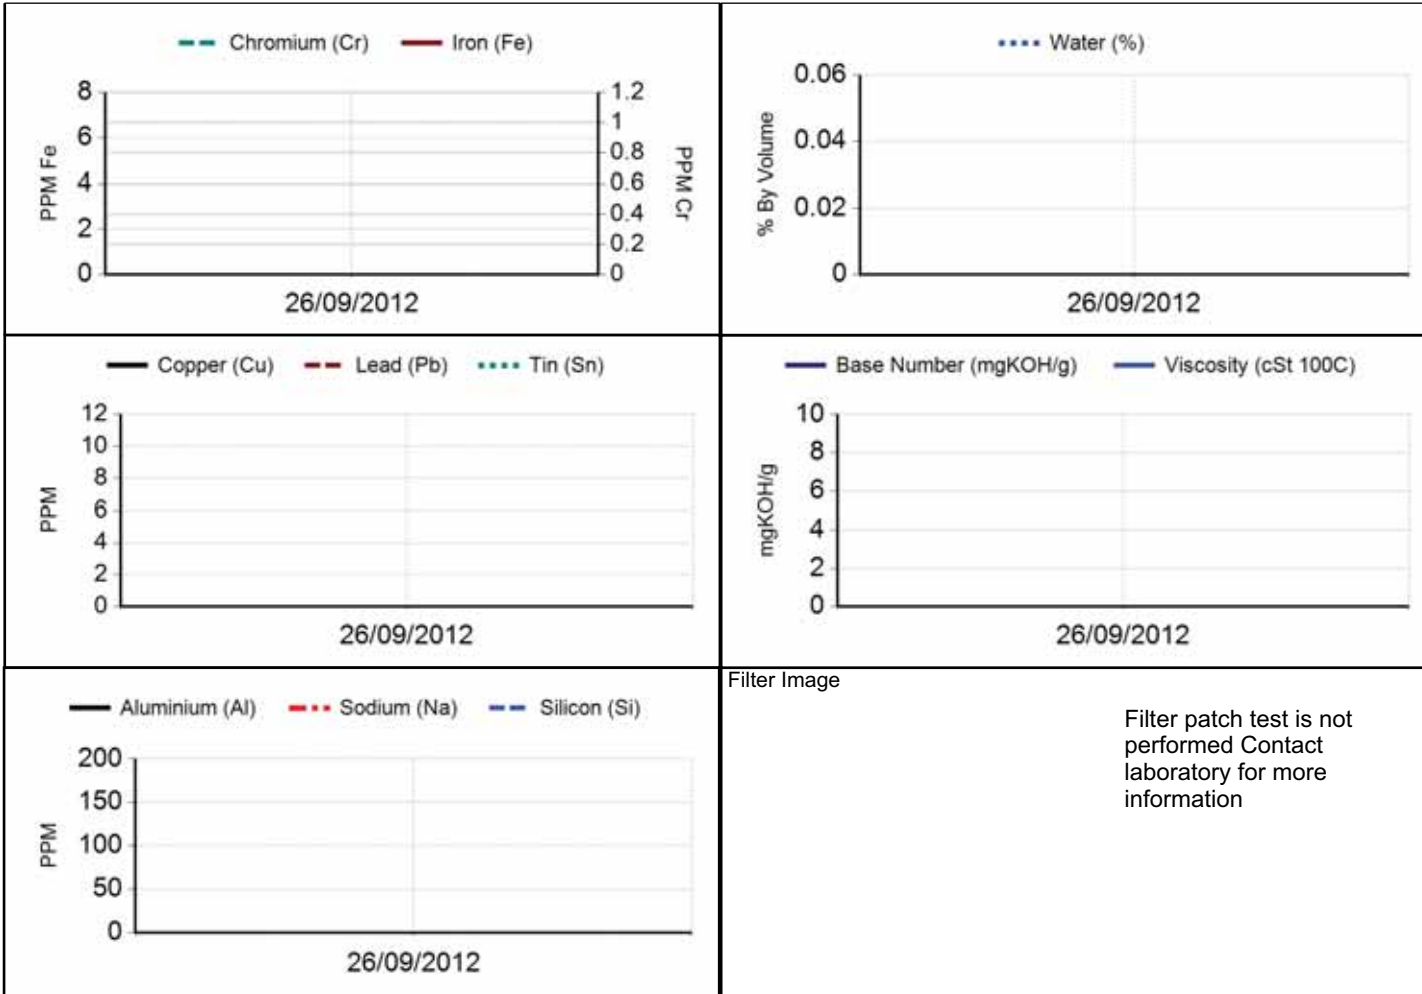 Chromium (Cr) Iron (Fe)
8
6
4
2
0
PPM Fe
1.2
1
0.8
0.6
0.4
0.2
0
PPM Cr
26/09/2012
Water (%)
0.06
0.04
0.02
0
% By Volume
26/09/2012
Copper (Cu) Lead (Pb) Tin (Sn)
12
10
8
6
4
2
0
PPM
26/09/2012
Base Number (mgKOH/g) Viscosity (cSt 100C)
10
8
6
4
2
0
mgKOH/g
26/09/2012
Aluminium (Al) Sodium (Na) Silicon (Si)
200
150
100
50
0
PPM
26/09/2012
Filter Image
Filter patch test is not
performed Contact
laboratory for more
information